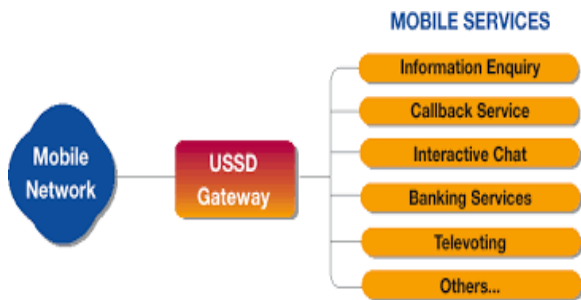 MOBILE SERVICES
Mobile
Network
USSD
Gateway
Information Enquiry
Callback Service
Interactive Chat
Banking Services
Televoting
Others...